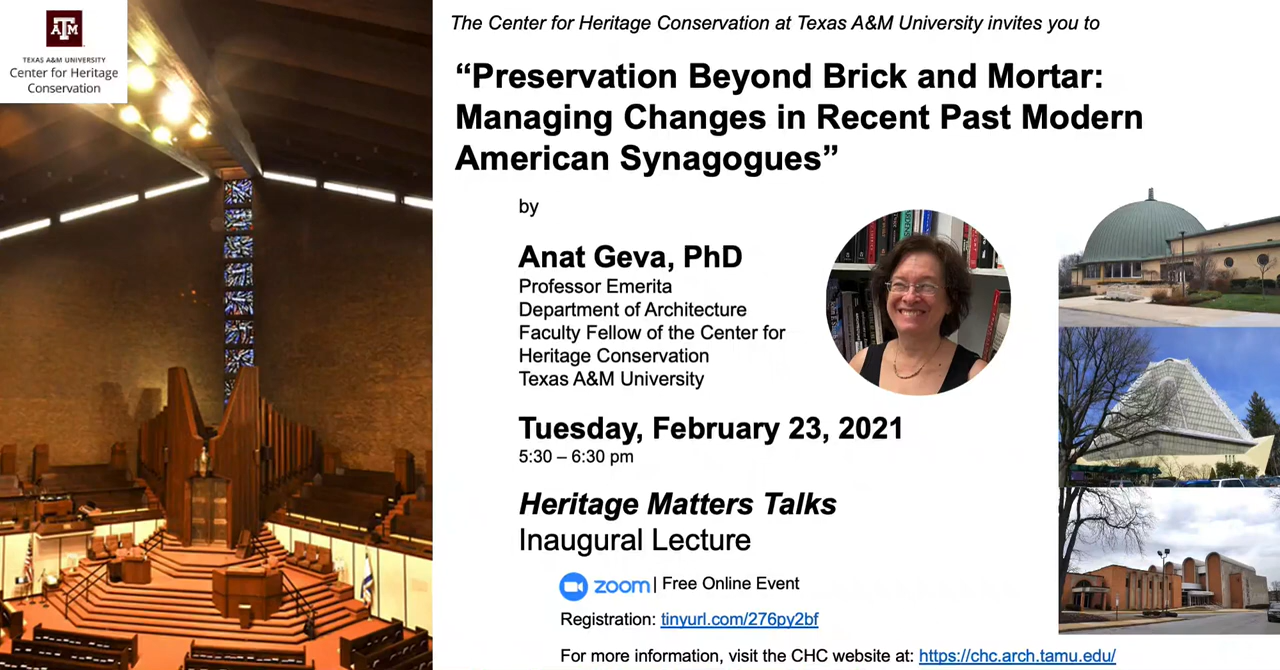 ATM
TEXAS A&M UNIVERSITY
Center for Heritage
Conservation
The Center for Heritage Conservation at Texas A&M University invites you to
“Preservation Beyond Brick and Mortar:
Managing Changes in Recent Past Modern
American Synagogues”
by
Anat Geva, PhD
Professor Emerita
Department of Architecture
Faculty Fellow of the Center for
Heritage Conservation
Texas A&M University
Tuesday, February 23, 2021
5:30 – 6:30 pm
Heritage Matters Talks
Inaugural Lecture
zoom | Free Online Event
Registration: tinyurl.com/276py2bf
For more information, visit the CHC website at: https://chc.arch.tamu.edu/